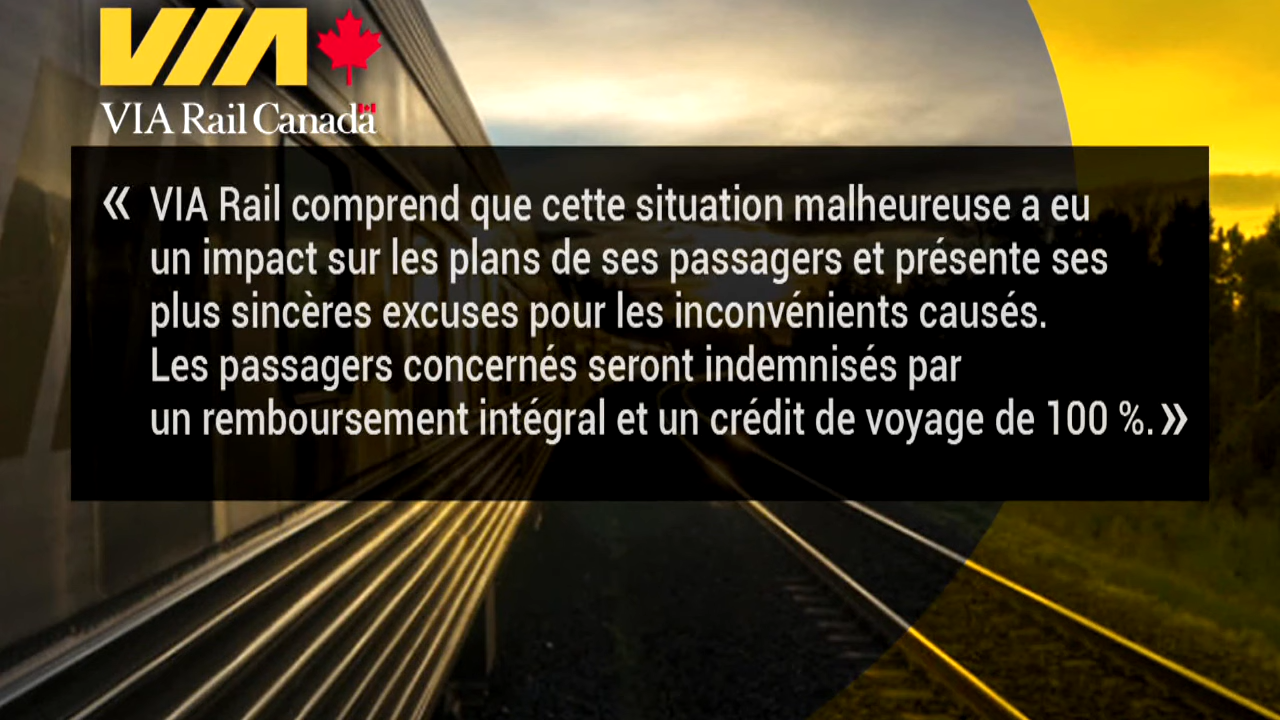 VIA
VIA Rail Canada
« VIA Rail comprend que cette situation malheureuse a eu
un impact sur les plans de ses passagers et présente ses
plus sincères excuses pour les inconvénients causés.
Les passagers concernés seront indemnisés par
un remboursement intégral et un crédit de voyage de 100 %. »